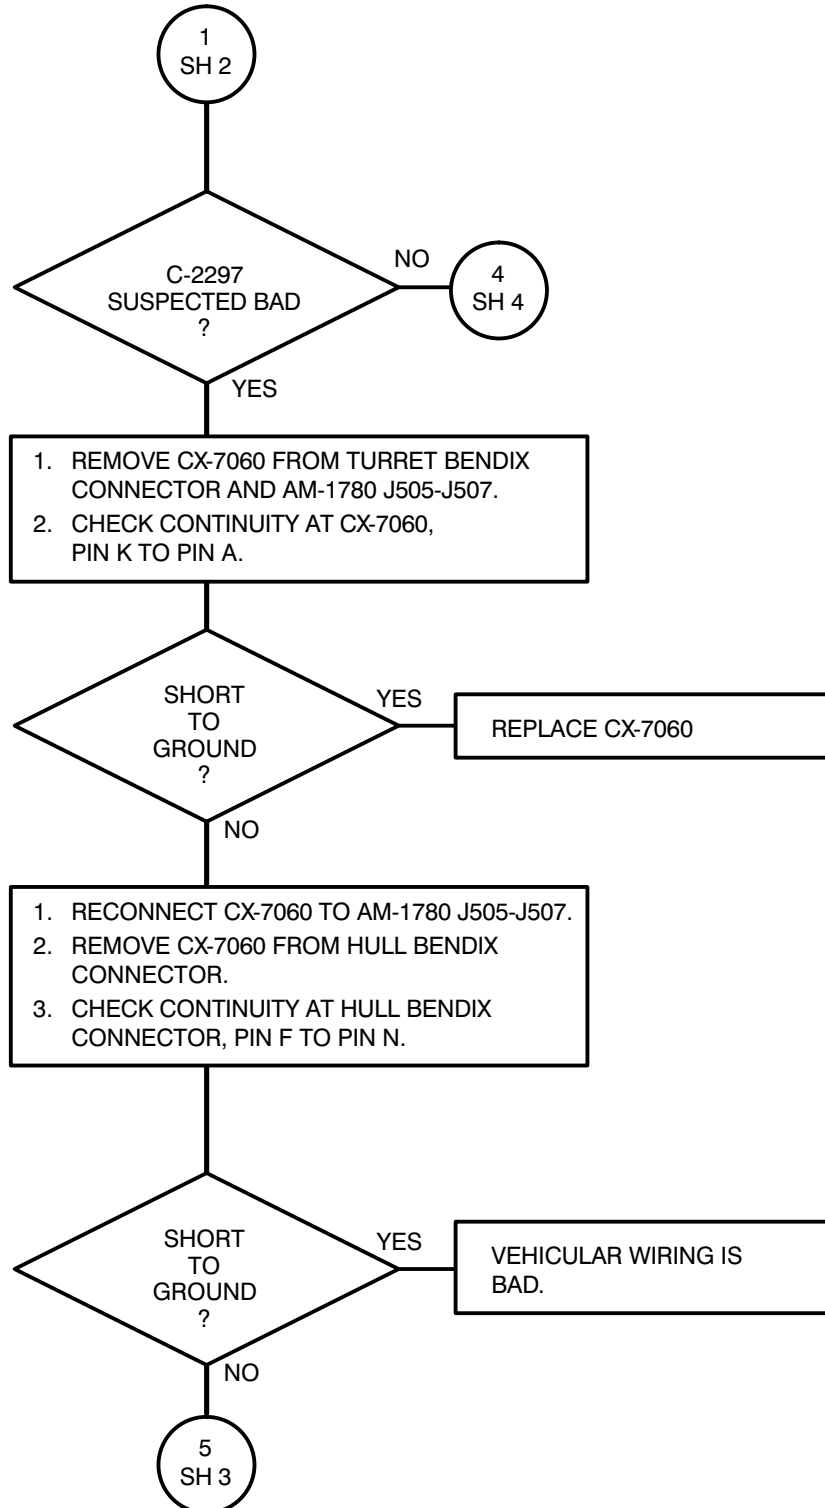 1
SH 2
C-2297
SUSPECTED BAD
?
NO
4
SH 4
YES
1. REMOVE CX-7060 FROM TURRET BENDIX
CONNECTOR AND AM-1780 J505-J507.
2. CHECK CONTINUITY AT CX-7060,
PIN K TO PIN A.
SHORT
TO
GROUND
?
YES
REPLACE CX-7060
NO
1. RECONNECT CX-7060 TO AM-1780 J505-J507.
2. REMOVE CX-7060 FROM HULL BENDIX
CONNECTOR.
3. CHECK CONTINUITY AT HULL BENDIX
CONNECTOR, PIN F TO PIN N.
SHORT
TO
GROUND
?
YES
VEHICULAR WIRING IS
BAD.
NO
5
SH 3